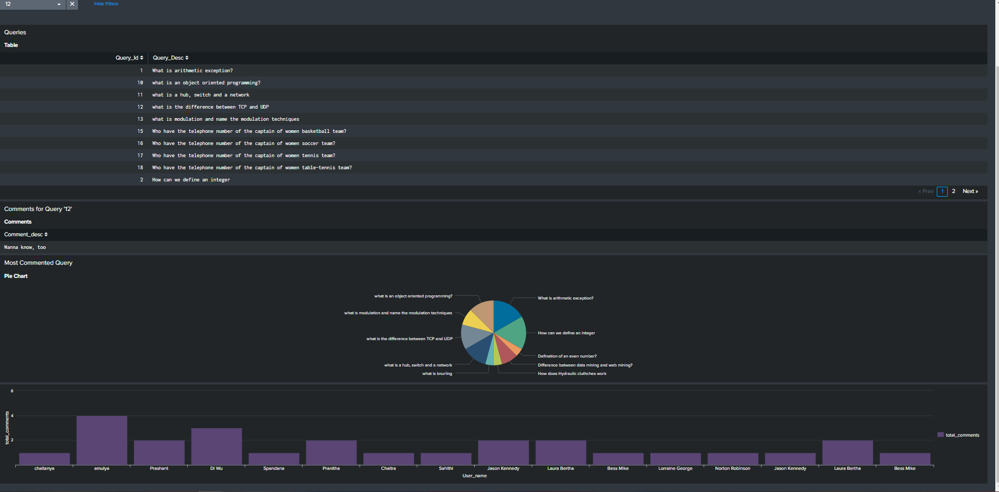 12 ✕ Hide Filters
Queries
Table
Query_Id Query_Desc
1 What is arithmetic exception?
10 what is an object oriented programming?
11 what is a hub, switch and a network
12 what is the difference between TCP and UDP
13 what is modulation and name the modulation techniques
15 Who have the telephone number of the captain of women basketball team?
16 Who have the telephone number of the captain of women soccer team?
17 Who have the telephone number of the captain of women tennis team?
18 Who have the telephone number of the captain of women table-tennis team?
2 How can we define an integer
« Prev 1 2 Next »
Comments for Query '12'
Comments
Comment_desc
Wanna know, too
Most Commented Query
Pie Chart
what is an object oriented programming?
What is arithmetic exception?
what is modulation and name the modulation techniques
How can we define an integer
what is the difference between TCP and UDP
Defination of an even number?
what is a hub, switch and a network
Difference between data mining and web mining?
what is knurling
How does Hydraulic cluthches work
6
4
2
total_comments
total_comments
chaitanya amulya Prashant Di Wu Spandana Pranitha Chaitra Sahithi Jason Kennedy Laura Bertha Bess Mike Lorraine George Norton Robinson Jason Kennedy Laura Bertha Bess Mike
User_name